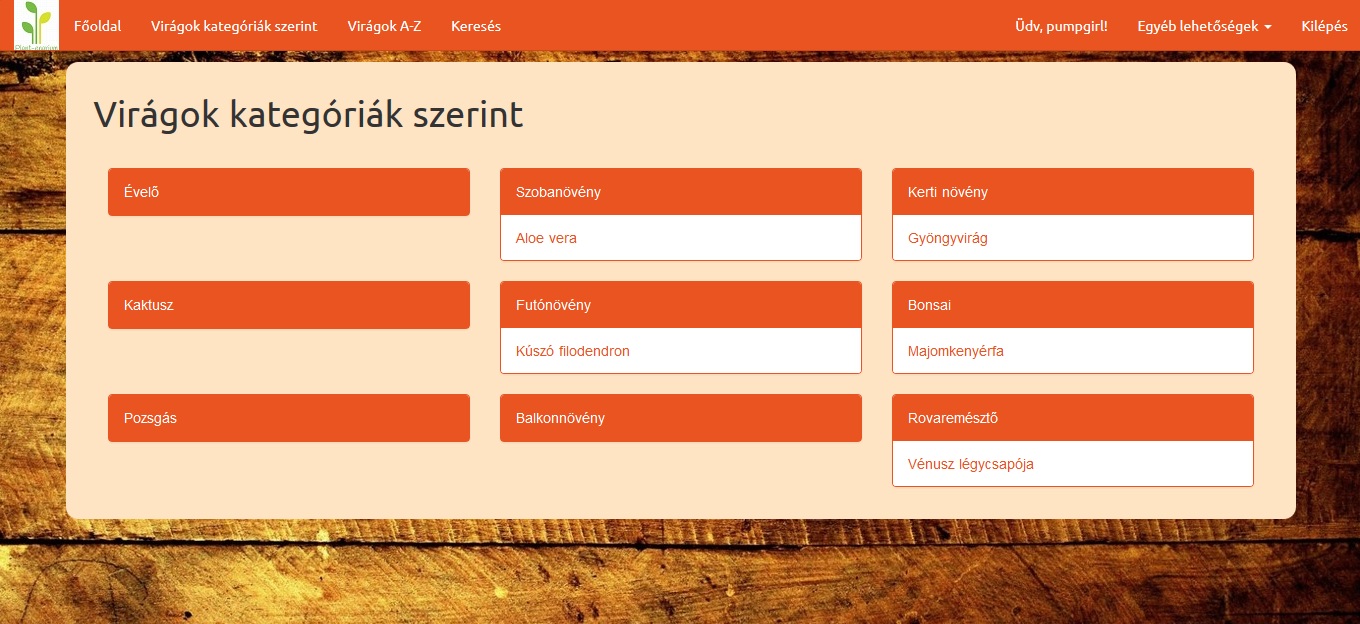 Főoldal
Virágok kategóriák szerint
Virágok A-Z
Keresés
Üdv, pumpgirl!
Egyéb lehetőségek
Kilépés
Virágok kategóriák szerint
Évelő
Szobanövény
Aloe vera
Kerti növény
Gyöngyvirág
Kaktusz
Futónövény
Kúszó filodendron
Bonsai
Majomkenyérfa
Pozsgás
Balkonnövény
Rovaremésztő
Vénusz légycsapója